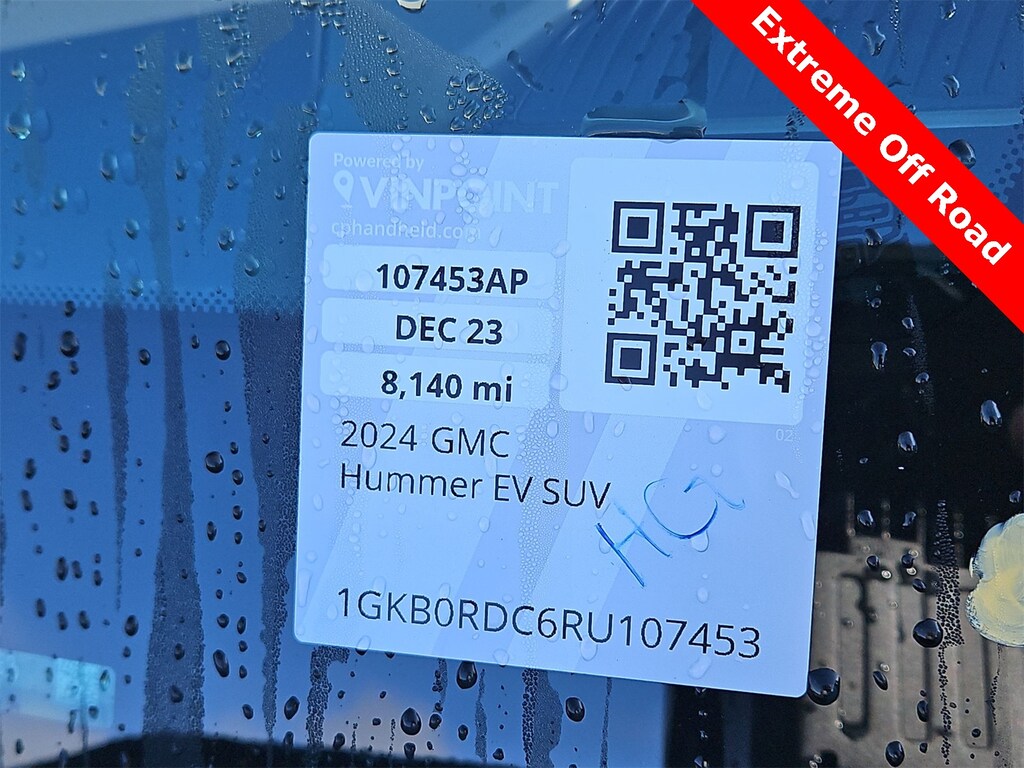 Extreme Off Road
Powered by
VINPOINT
cphandheld.com
107453AP
DEC 23
8,140 mi
2024 GMC
Hummer EV SUV
1GKB0RDC6RU107453